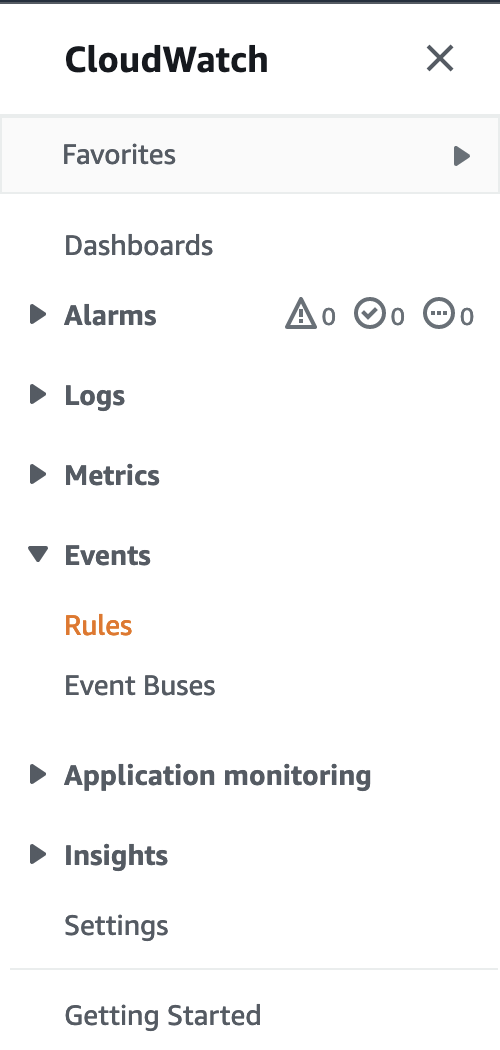 CloudWatch
Favorites
Dashboards
Alarms 0 0 0
Logs
Metrics
Events
Rules
Event Buses
Application monitoring
Insights
Settings
Getting Started